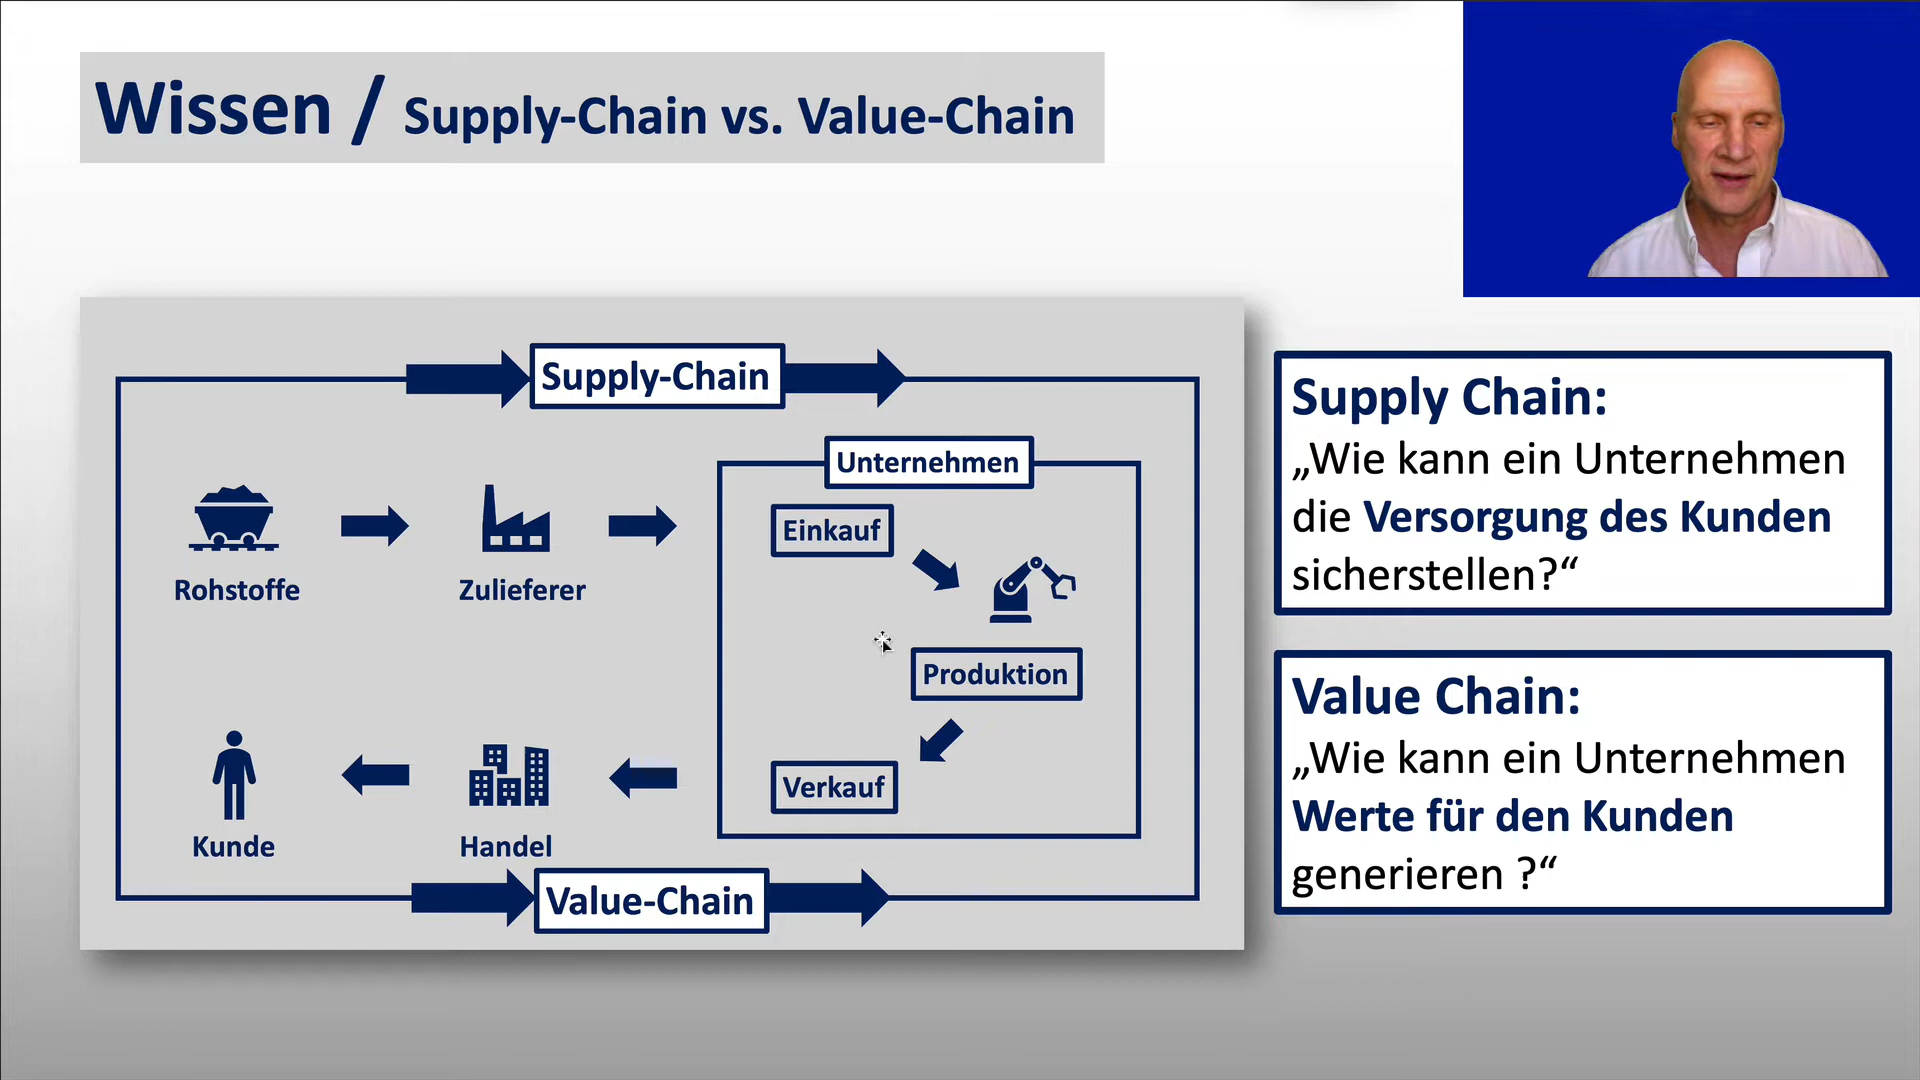 Wissen / Supply-Chain vs. Value-Chain
Supply-Chain
Unternehmen
Einkauf
Rohstoffe
Zulieferer
Produktion
Verkauf
Kunde
Handel
Value-Chain
Supply Chain:
„Wie kann ein Unternehmen
die Versorgung des Kunden
sicherstellen?“
Value Chain:
„Wie kann ein Unternehmen
Werte für den Kunden
generieren ?“